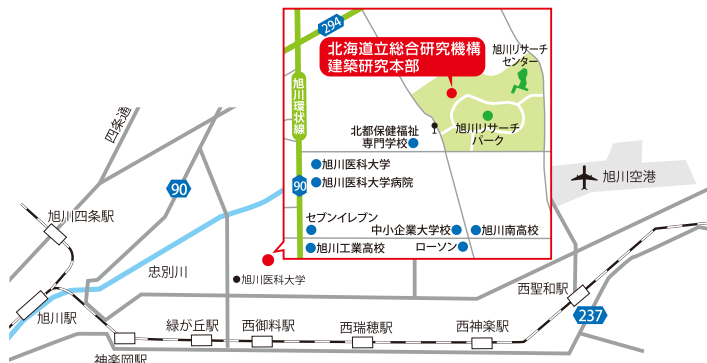 294
北海道立総合研究機構
建築研究本部
旭川リサーチ
センター
旭川環状線
四条通
北都保健福祉
専門学校
旭川リサーチ
パーク
旭川医科大学
90
旭川医科大学病院
90
旭川空港
セブンイレブン
中小企業大学校
旭川南高校
旭川工業高校
ローソン
旭川四条駅
忠別川
旭川医科大学
西聖和駅
旭川駅
237
緑が丘駅
西御料駅
西瑞穂駅
西神楽駅
神楽岡駅